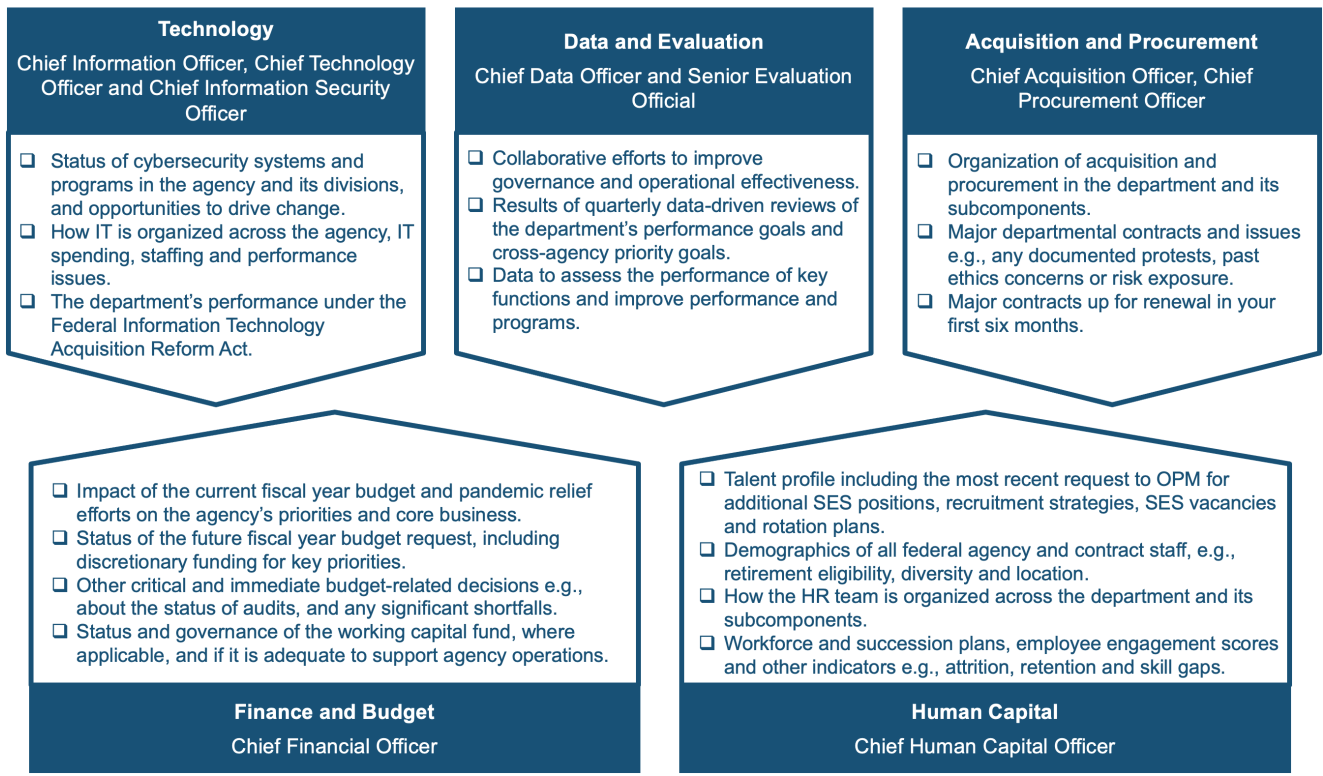 Technology
Chief Information Officer, Chief Technology
Officer and Chief Information Security
Officer
❑ Status of cybersecurity systems and
programs in the agency and its divisions,
and opportunities to drive change.
❑ How IT is organized across the agency, IT
spending, staffing and performance
issues.
❑ The department’s performance under the
Federal Information Technology
Acquisition Reform Act.
Data and Evaluation
Chief Data Officer and Senior Evaluation
Official
❑ Collaborative efforts to improve
governance and operational effectiveness.
❑ Results of quarterly data-driven reviews of
the department’s performance goals and
cross-agency priority goals.
❑ Data to assess the performance of key
functions and improve performance and
programs.
Acquisition and Procurement
Chief Acquisition Officer, Chief
Procurement Officer
❑ Organization of acquisition and
procurement in the department and its
subcomponents.
❑ Major departmental contracts and issues
e.g., any documented protests, past
ethics concerns or risk exposure.
❑ Major contracts up for renewal in your
first six months.
❑ Impact of the current fiscal year budget and pandemic relief
efforts on the agency’s priorities and core business.
❑ Status of the future fiscal year budget request, including
discretionary funding for key priorities.
❑ Other critical and immediate budget-related decisions e.g.,
about the status of audits, and any significant shortfalls.
❑ Status and governance of the working capital fund, where
applicable, and if it is adequate to support agency operations.
Finance and Budget
Chief Financial Officer
❑ Talent profile including the most recent request to OPM for
additional SES positions, recruitment strategies, SES vacancies
and rotation plans.
❑ Demographics of all federal agency and contract staff, e.g.,
retirement eligibility, diversity and location.
❑ How the HR team is organized across the department and its
subcomponents.
❑ Workforce and succession plans, employee engagement scores
and other indicators e.g., attrition, retention and skill gaps.
Human Capital
Chief Human Capital Officer